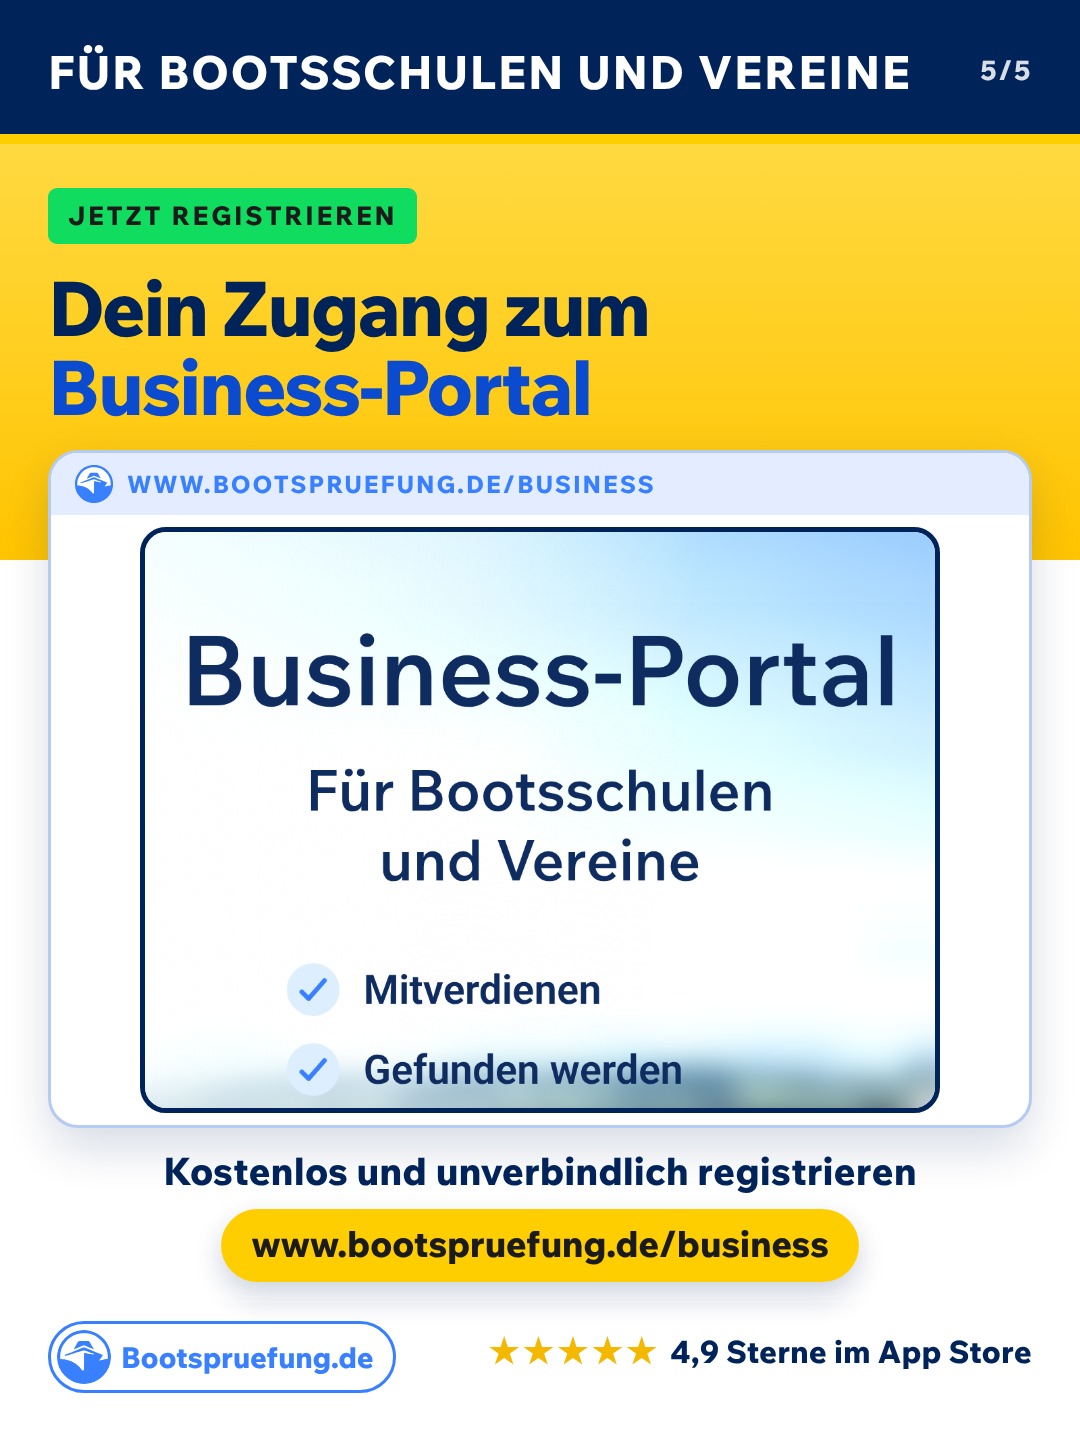 FÜR BOOTSSCHULEN UND VEREINE 5/5
JETZT REGISTRIEREN
Dein Zugang zum
Business-Portal
WWW.BOOTSPRUEFUNG.DE/BUSINESS
Business-Portal
Für Bootsschulen
und Vereine
Mitverdienen
Gefunden werden
Kostenlos und unverbindlich registrieren
www.bootspruefung.de/business
Bootspruefung.de
★★★★★ 4,9 Sterne im App Store